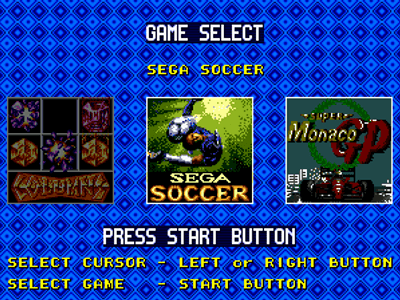 GAME SELECT
SEGA SOCCER
COLUMNS
SEGA
SOCCER
SUPER
Monaco GP
PRESS START BUTTON
SELECT CURSOR - LEFT or RIGHT BUTTON
SELECT GAME - START BUTTON